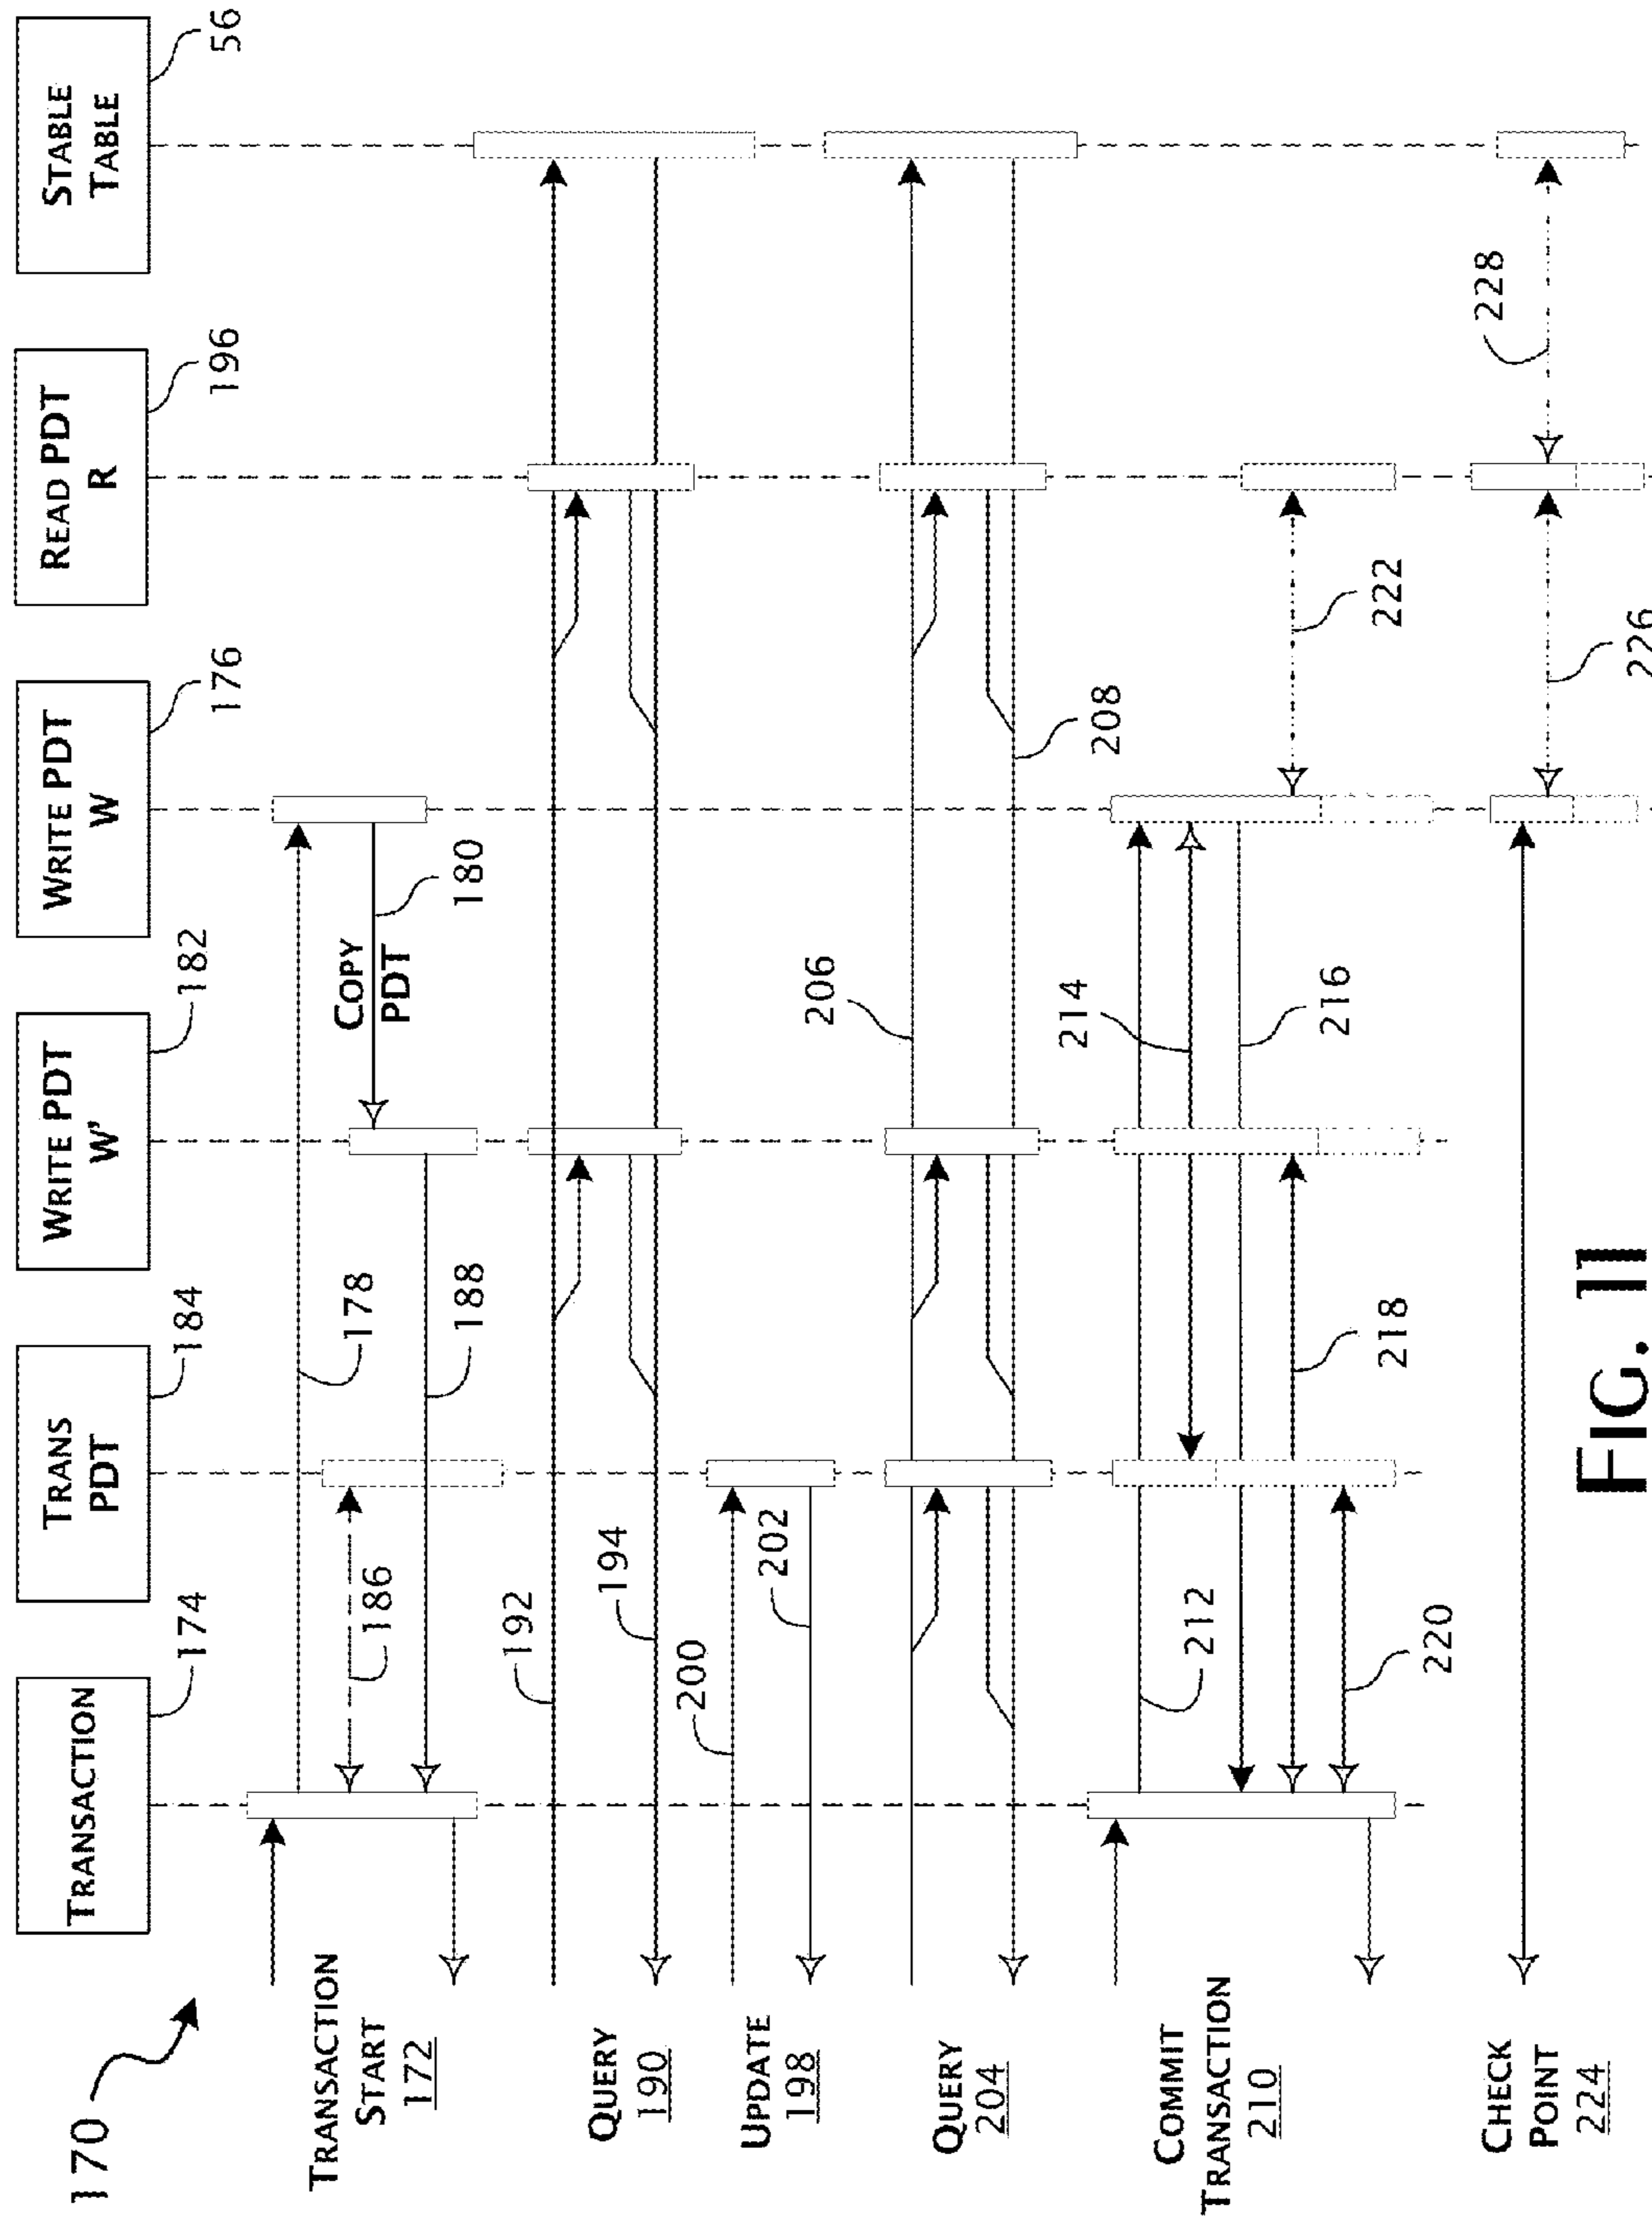 170
TRANSACTION
174
TRANS
PDT
184
WRITE PDT
W'
182
WRITE PDT
W
176
READ PDT
R
196
STABLE
TABLE
56
TRANSACTION
START
172
178
186
COPY
PDT
180
188
QUERY
190
192
194
UPDATE
198
200
202
QUERY
204
206
208
COMMIT
TRANSACTION
210
212
214
216
218
220
222
CHECK
POINT
224
226
228
FIG. 11